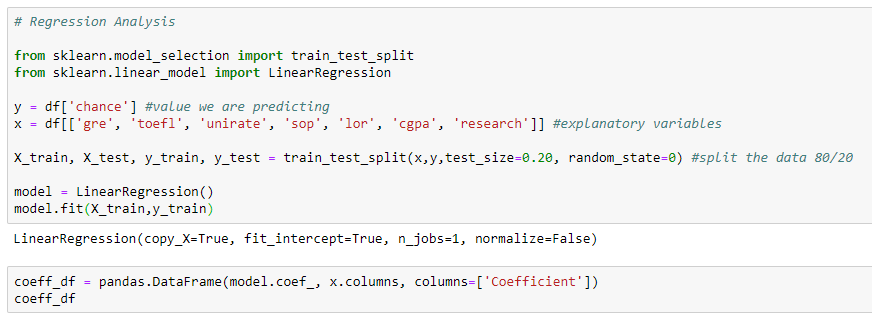 # Regression Analysis
from sklearn.model_selection import train_test_split
from sklearn.linear_model import LinearRegression
y = df['chance'] #value we are predicting
x = df[['gre', 'toefl', 'unirate', 'sop', 'lor', 'cgpa', 'research']] #explanatory variables
X_train, X_test, y_train, y_test = train_test_split(x,y,test_size=0.20, random_state=0) #split the data 80/20
model = LinearRegression()
model.fit(X_train,y_train)
LinearRegression(copy_X=True, fit_intercept=True, n_jobs=1, normalize=False)
coeff_df = pandas.DataFrame(model.coef_, x.columns, columns=['Coefficient'])
coeff_df